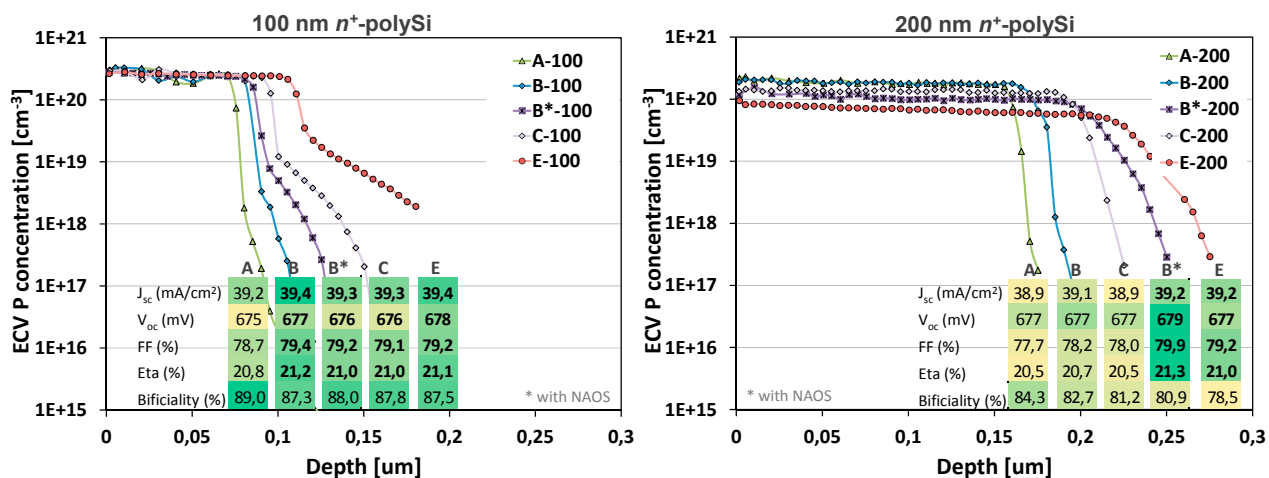 100 nm n⁺-polySi
ECV P concentration [cm⁻³]
1E+21
1E+20
1E+19
1E+18
1E+17
1E+16
1E+15
A-100
B-100
B*-100
C-100
E-100
A B B* C E
Jsc (mA/cm²) 39,2 39,4 39,3 39,3 39,4
Voc (mV) 675 677 676 676 678
FF (%) 78,7 79,4 79,2 79,1 79,2
Eta (%) 20,8 21,2 21,0 21,0 21,1
Bificiality (%) 89,0 87,3 88,0 87,8 87,5
* with NAOS
0 0,05 0,1 0,15 0,2 0,25 0,3
Depth [um]
200 nm n⁺-polySi
ECV P concentration [cm⁻³]
1E+21
1E+20
1E+19
1E+18
1E+17
1E+16
1E+15
A-200
B-200
B*-200
C-200
E-200
A B C B* E
Jsc (mA/cm²) 38,9 39,1 38,9 39,2 39,2
Voc (mV) 677 677 677 679 677
FF (%) 77,7 78,2 78,0 79,9 79,2
Eta (%) 20,5 20,7 20,5 21,3 21,0
Bificiality (%) 84,3 82,7 81,2 80,9 78,5
* with NAOS
0 0,05 0,1 0,15 0,2 0,25 0,3
Depth [um]